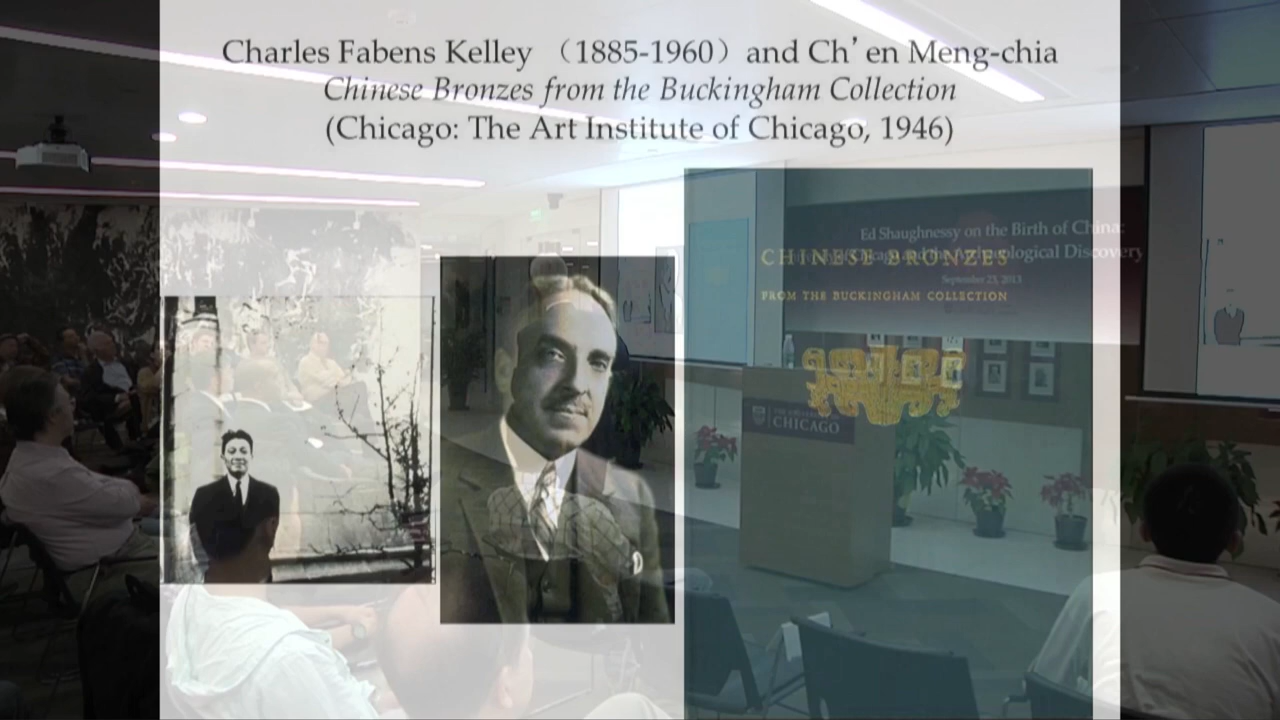 Charles Fabens Kelley （1885-1960）and Ch’en Meng-chia
Chinese Bronzes from the Buckingham Collection
(Chicago: The Art Institute of Chicago, 1946)
Ed Shaughnessy on the Birth of China:
ological Discovery
September 23, 2013
CHINESE BRONZES
FROM THE BUCKINGHAM COLLECTION
CHICAGO